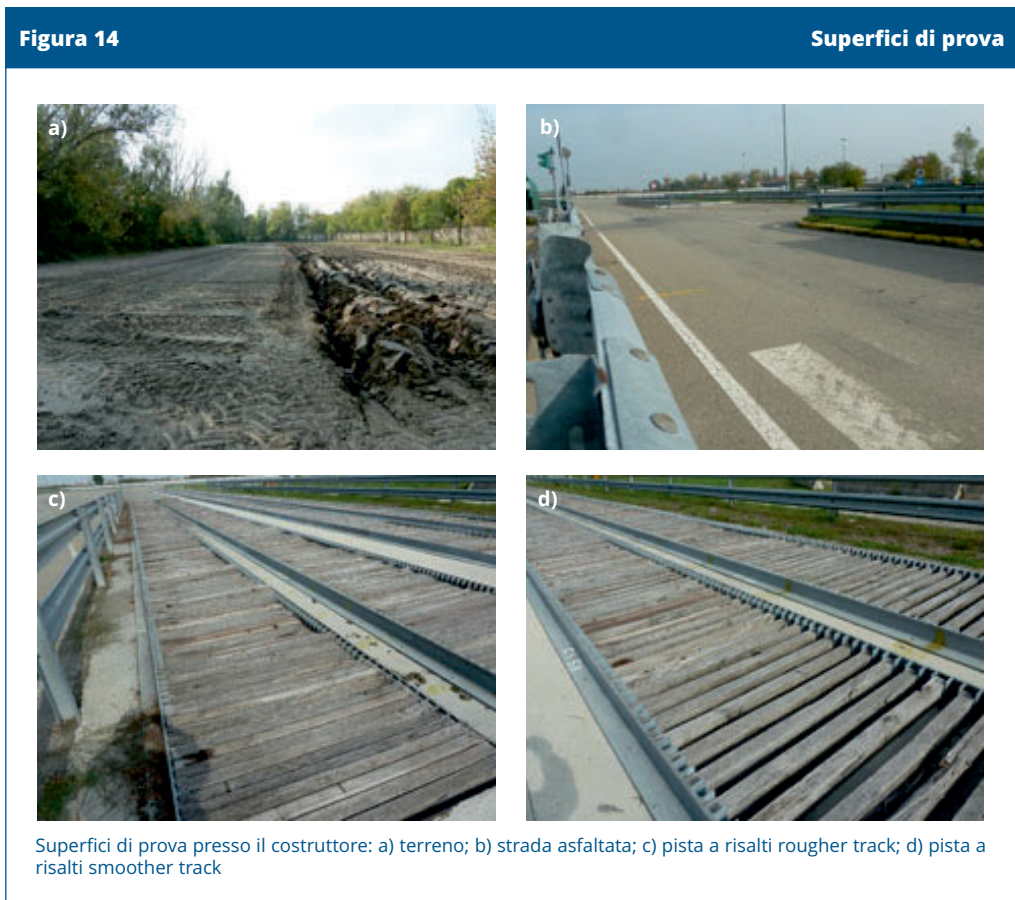 Figura 14
Superfici di prova
a)
b)
c)
d)
Superfici di prova presso il costruttore: a) terreno; b) strada asfaltata; c) pista a risalti rougher track; d) pista a
risalti smoother track